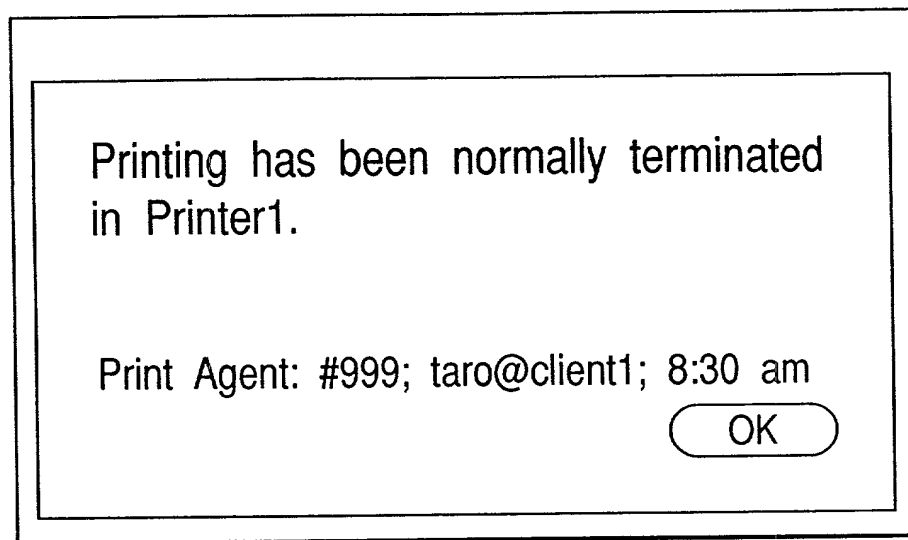 Printing has been normally terminated
in Printer1.
Print Agent: #999; taro@client1; 8:30 am
OK